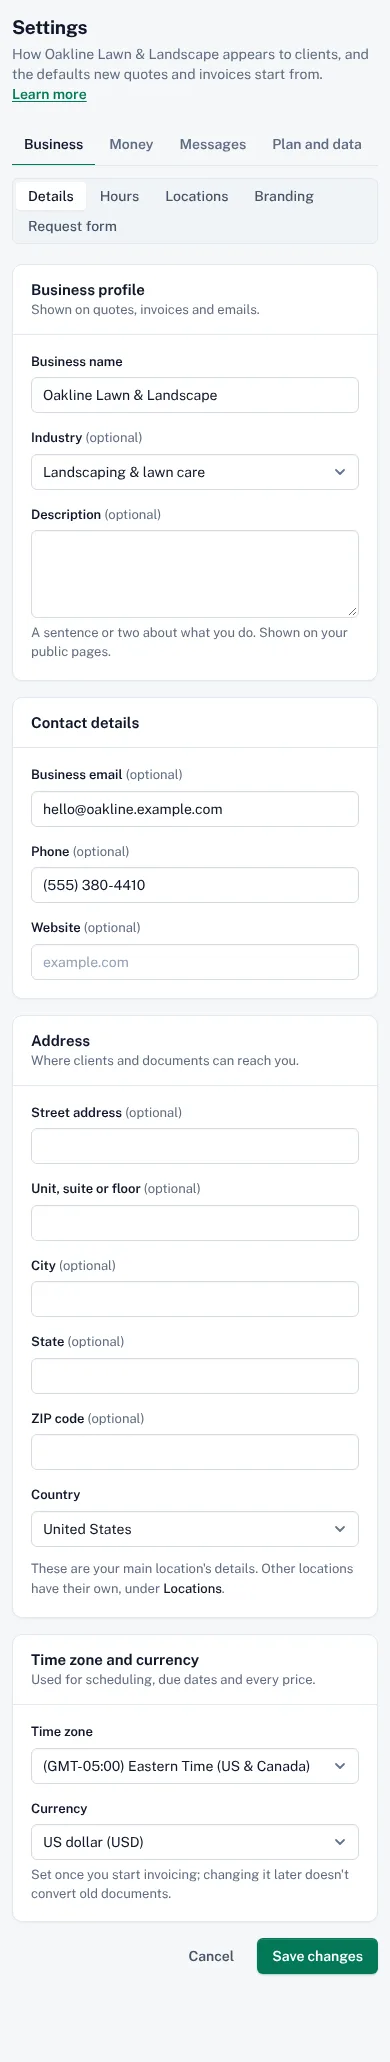 Settings
How Oakline Lawn & Landscape appears to clients, and
the defaults new quotes and invoices start from.
Learn more
Business Money Messages Plan and data
Details Hours Locations Branding
Request form
Business profile
Shown on quotes, invoices and emails.
Business name
Oakline Lawn & Landscape
Industry (optional)
Landscaping & lawn care
Description (optional)
A sentence or two about what you do. Shown on your
public pages.
Contact details
Business email (optional)
hello@oakline.example.com
Phone (optional)
(555) 380-4410
Website (optional)
example.com
Address
Where clients and documents can reach you.
Street address (optional)
Unit, suite or floor (optional)
City (optional)
State (optional)
ZIP code (optional)
Country
United States
These are your main location's details. Other locations
have their own, under Locations.
Time zone and currency
Used for scheduling, due dates and every price.
Time zone
(GMT-05:00) Eastern Time (US & Canada)
Currency
US dollar (USD)
Set once you start invoicing; changing it later doesn't
convert old documents.
Cancel Save changes